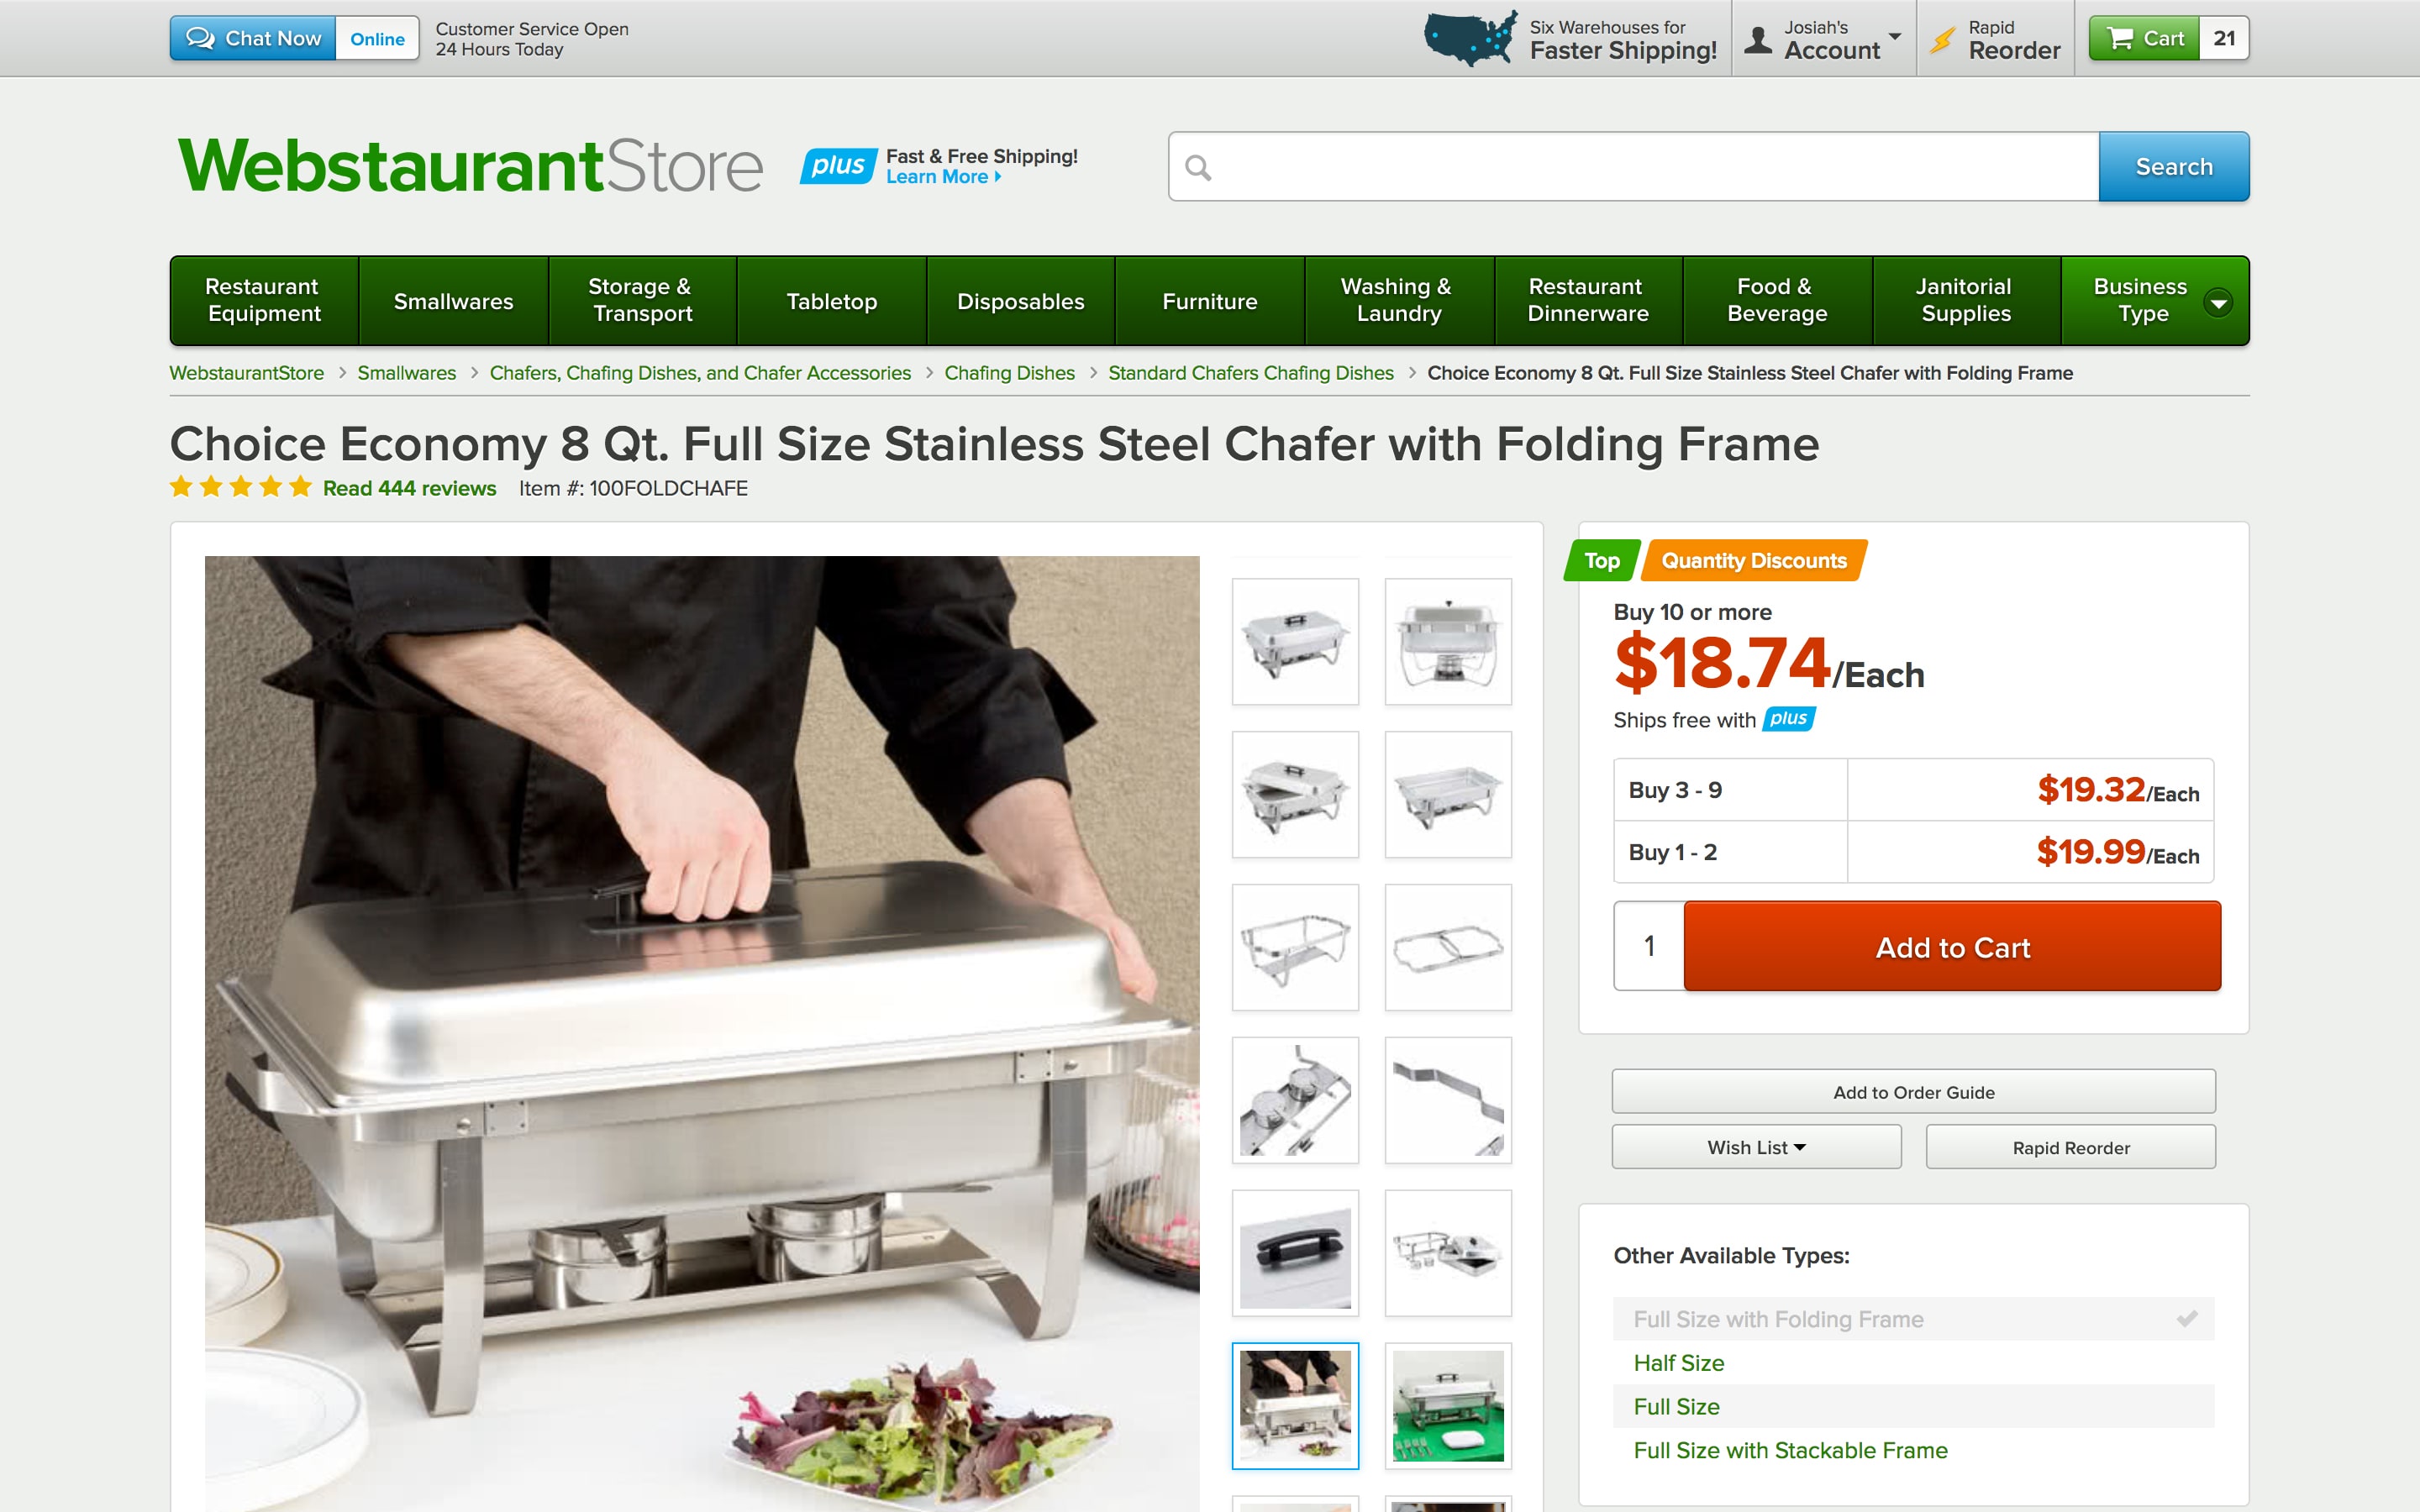 Chat Now
Online
Customer Service Open
24 Hours Today
Six Warehouses for
Faster Shipping!
Josiah's
Account
Rapid
Reorder
Cart
21
WebstaurantStore
plus
Fast & Free Shipping!
Learn More
Search
Restaurant
Equipment
Smallwares
Storage &
Transport
Tabletop
Disposables
Furniture
Washing &
Laundry
Restaurant
Dinnerware
Food &
Beverage
Janitorial
Supplies
Business
Type
WebstaurantStore > Smallwares > Chafers, Chafing Dishes, and Chafer Accessories > Chafing Dishes > Standard Chafers Chafing Dishes > Choice Economy 8 Qt. Full Size Stainless Steel Chafer with Folding Frame
Choice Economy 8 Qt. Full Size Stainless Steel Chafer with Folding Frame
Read 444 reviews Item #: 100FOLDCHAFE
Top
Quantity Discounts
Buy 10 or more
$18.74/Each
Ships free with plus
Buy 3 - 9 $19.32/Each
Buy 1 - 2 $19.99/Each
1
Add to Cart
Add to Order Guide
Wish List
Rapid Reorder
Other Available Types:
Full Size with Folding Frame
Half Size
Full Size
Full Size with Stackable Frame